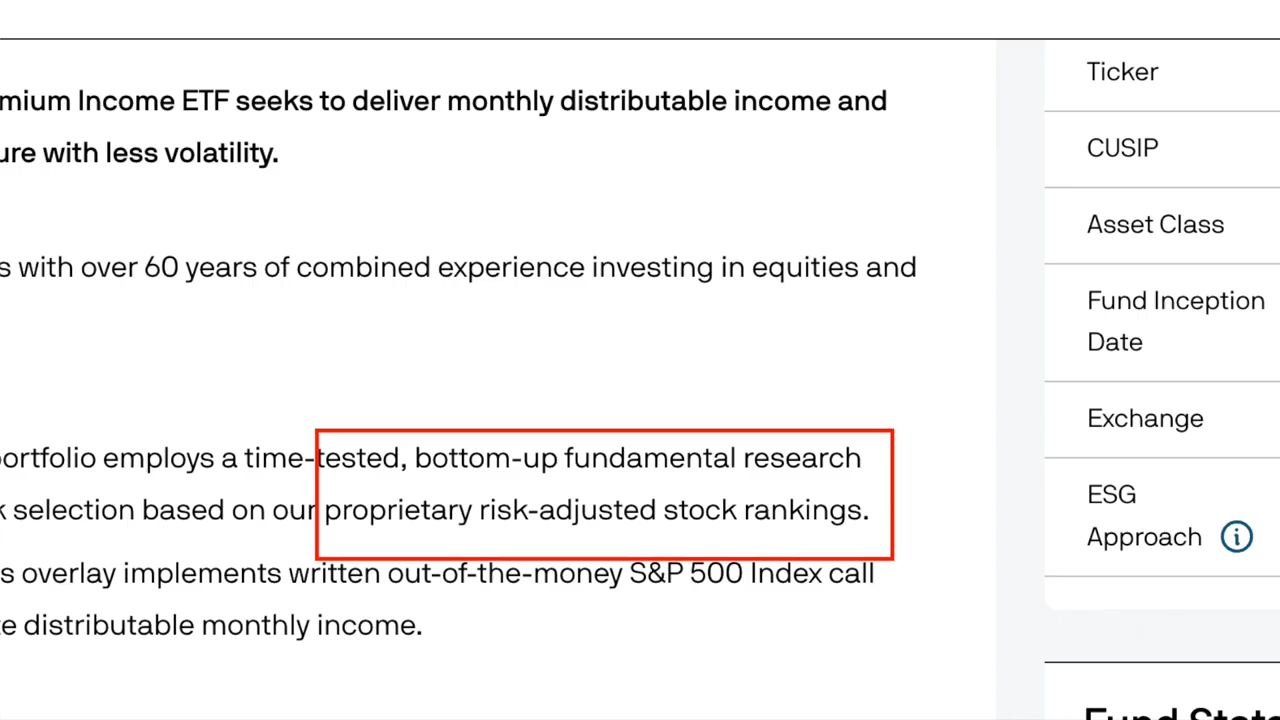 mium Income ETF seeks to deliver monthly distributable income and
ure with less volatility.
s with over 60 years of combined experience investing in equities and
ortfolio employs a time-tested, bottom-up fundamental research
k selection based on our proprietary risk-adjusted stock rankings.
s overlay implements written out-of-the-money S&P 500 Index call
e distributable monthly income.
Ticker
CUSIP
Asset Class
Fund Inception
Date
Exchange
ESG
Approach
Fund